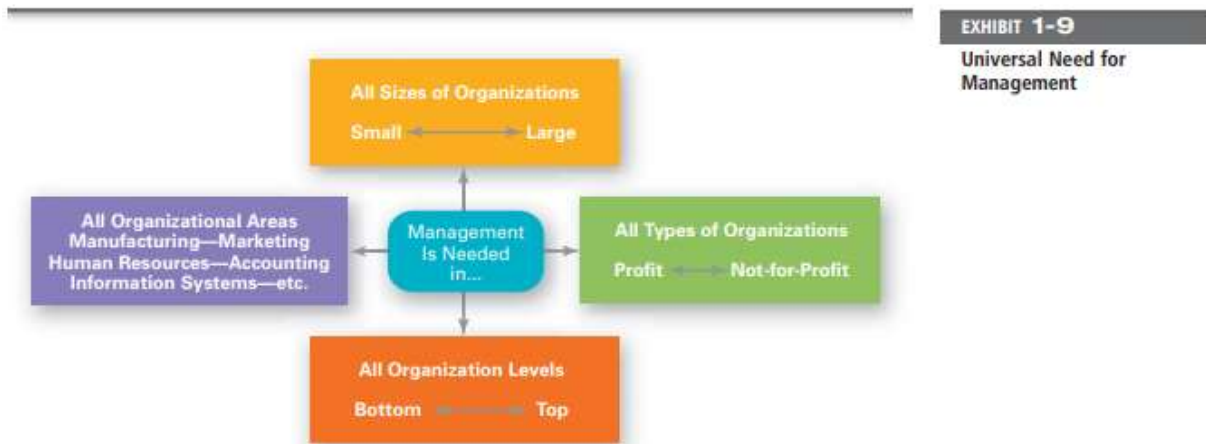 EXHIBIT 1-9
Universal Need for
Management
All Sizes of Organizations
Small Large
All Organizational Areas
Manufacturing—Marketing
Human Resources—Accounting
Information Systems—etc.
Management
Is Needed
in...
All Types of Organizations
Profit Not-for-Profit
All Organization Levels
Bottom Top